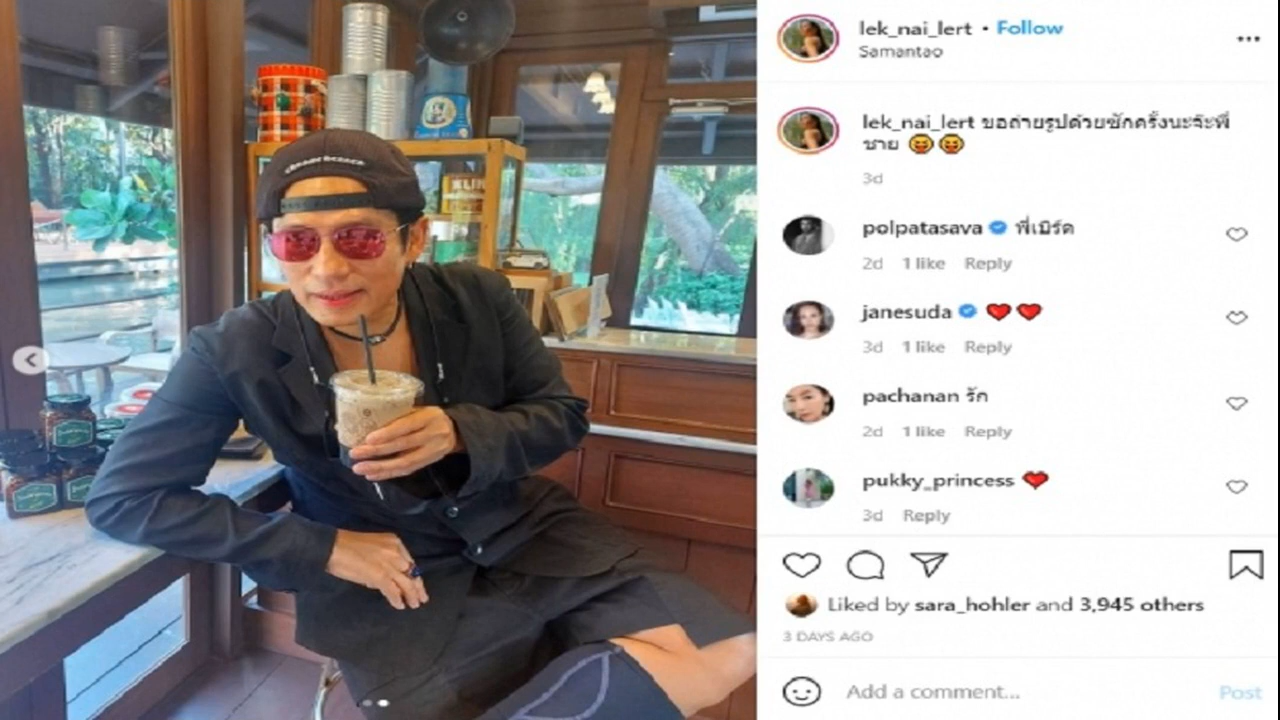 lek_nai_lert • Follow
Samantao
lek_nai_lert ขอถ่ายรูปด้วยซักครั้งนะจ๊ะพี่
ชาย
3d
polpatasava พี่เบิร์ด
2d 1 like Reply
janesuda
3d 1 like Reply
pachanan รัก
2d 1 like Reply
pukky_princess
3d Reply
Liked by sara_hohler and 3,945 others
3 DAYS AGO
Add a comment... Post